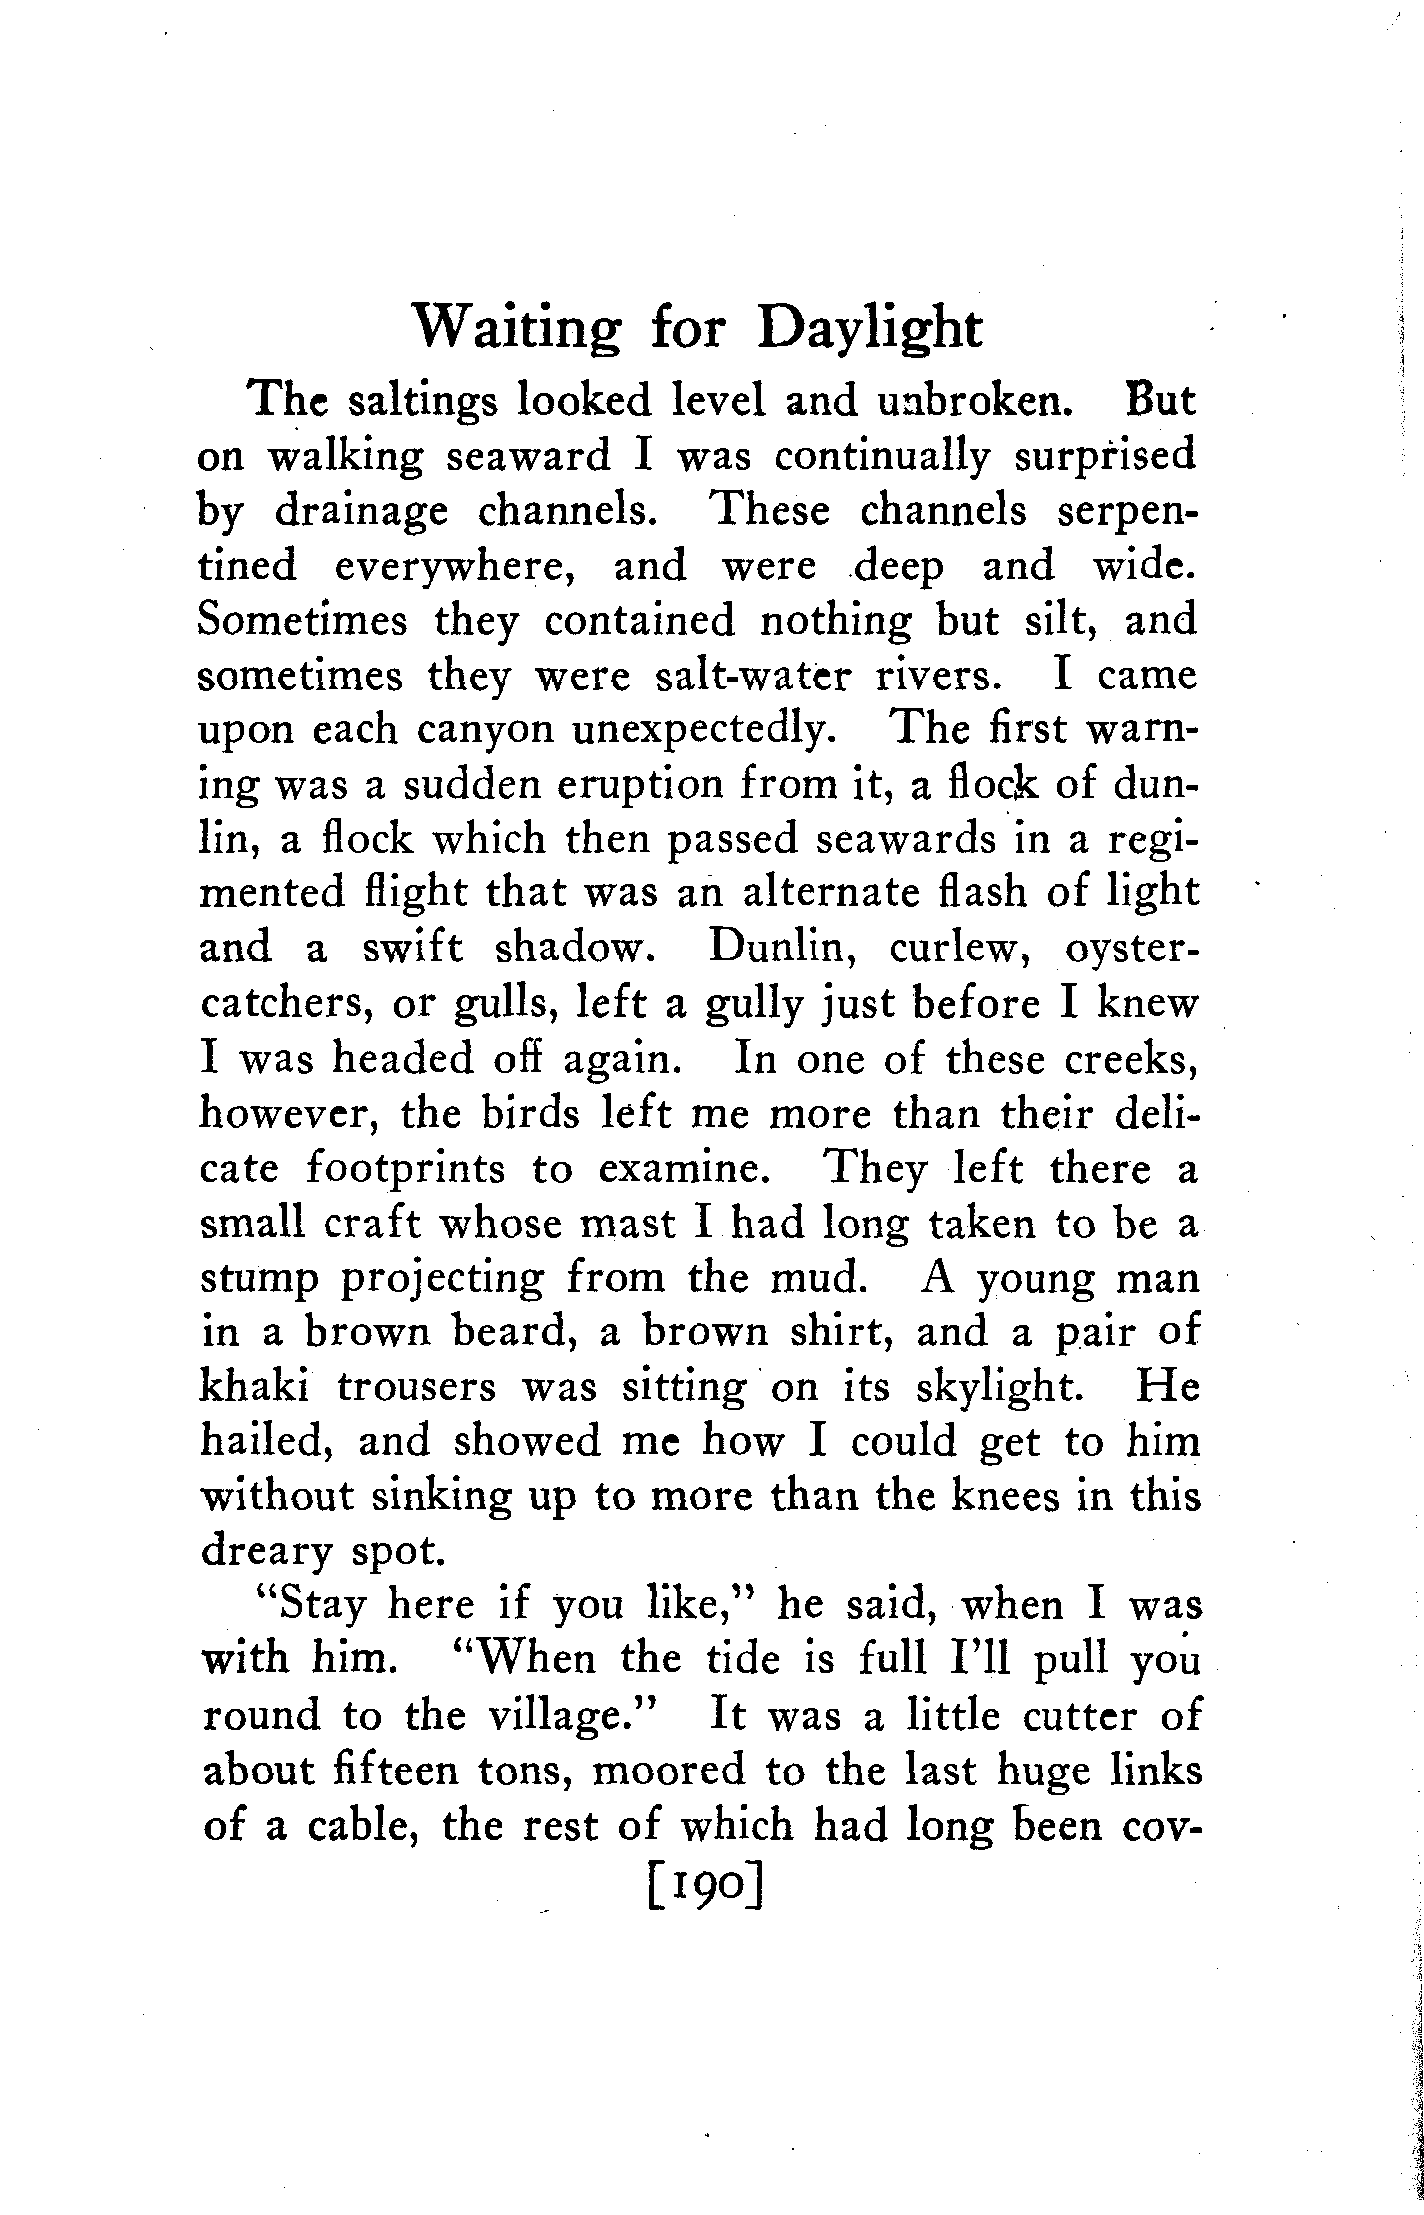 Waiting for Daylight
The saltings looked level and unbroken. But
on walking seaward I was continually surprised
by drainage channels. These channels serpen-
tined everywhere, and were deep and wide.
Sometimes they contained nothing but silt, and
sometimes they were salt-water rivers. I came
upon each canyon unexpectedly. The first warn-
ing was a sudden eruption from it, a flock of dun-
lin, a flock which then passed seawards in a regi-
mented flight that was an alternate flash of light
and a swift shadow. Dunlin, curlew, oyster-
catchers, or gulls, left a gully just before I knew
I was headed off again. In one of these creeks,
however, the birds left me more than their deli-
cate footprints to examine. They left there a
small craft whose mast I had long taken to be a
stump projecting from the mud. A young man
in a brown beard, a brown shirt, and a pair of
khaki trousers was sitting on its skylight. He
hailed, and showed me how I could get to him
without sinking up to more than the knees in this
dreary spot.
"Stay here if you like," he said, when I was
with him. "When the tide is full I'll pull you
round to the village." It was a little cutter of
about fifteen tons, moored to the last huge links
of a cable, the rest of which had long been cov-
[190]